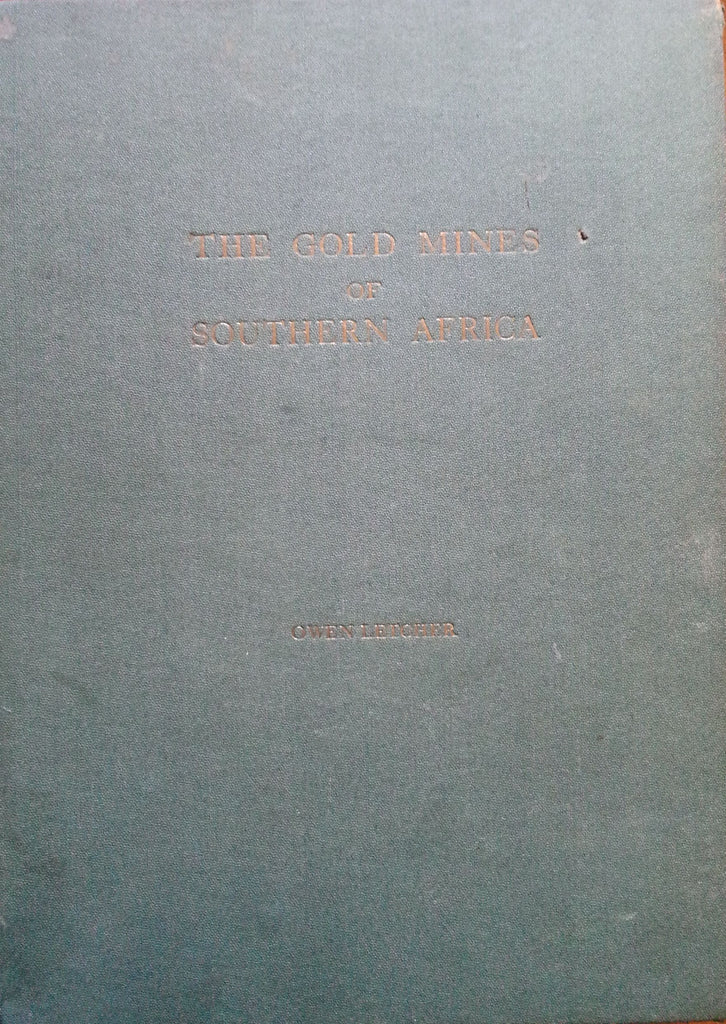 THE GOLD MINES
OF
SOUTHERN AFRICA
OWEN LETCHER